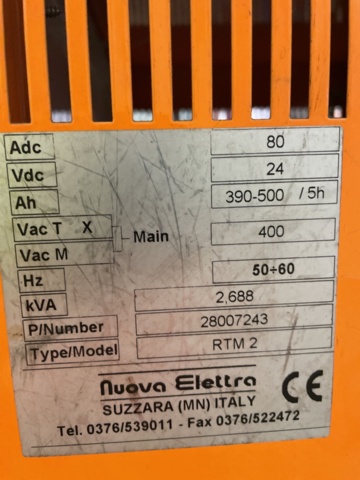 Adc 80
Vdc 24
Ah 390-500 / 5h
Vac T X Main 400
Vac M
Hz 50÷60
kVA 2,688
P/Number 28007243
Type/Model RTM 2
Nuova Elettra CE
SUZZARA (MN) ITALY
Tel. 0376/539011 - Fax 0376/522472